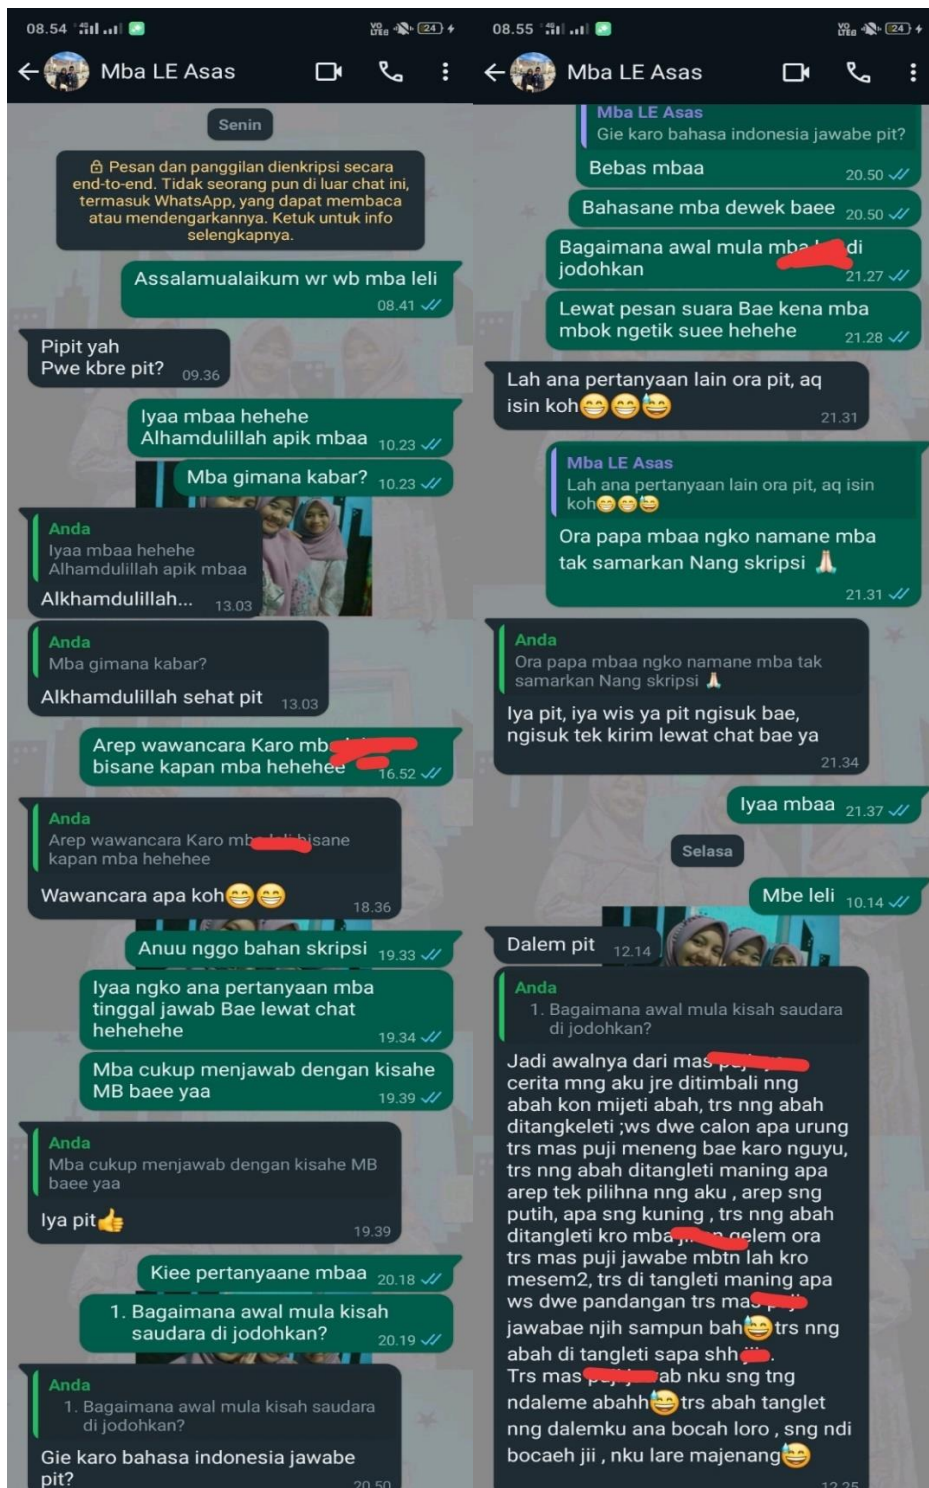 08.54
24
Mba LE Asas
Senin
Pesan dan panggilan dienkripsi secara
end-to-end. Tidak seorang pun di luar chat ini,
termasuk WhatsApp, yang dapat membaca
atau mendengarkannya. Ketuk untuk info
selengkapnya.
Assalamualaikum wr wb mba leli
08.41
Pipit yah
Pwe kbre pit? 09.36
Iyaa mbaa hehehe
Alhamdulillah apik mbaa 10.23
Mba gimana kabar? 10.23
Anda
Iyaa mbaa hehehe
Alhamdulillah apik mbaa
Alkhamdulillah... 13.03
Anda
Mba gimana kabar?
Alkhamdulillah sehat pit 13.03
Arep wawancara Karo
bisane kapan mba hehehee 16.52
Anda
Arep wawancara Karo bisane
kapan mba hehehee
Wawancara apa koh😁😁
18.36
Anuu nggo bahan skripsi 19.33
Iyaa ngko ana pertanyaan mba
tinggal jawab Bae lewat chat
hehehehe 19.34
Mba cukup menjawab dengan kisahe
MB baee yaa 19.39
Anda
Mba cukup menjawab dengan kisahe MB
baee yaa
Iya pit👍
19.39
Kiee pertanyaane mbaa 20.18
1. Bagaimana awal mula kisah
saudara di jodohkan? 20.19
Anda
1. Bagaimana awal mula kisah saudara
di jodohkan?
Gie karo bahasa indonesia jawabe
pit? 20.50
08.55
24
Mba LE Asas
Mba LE Asas
Gie karo bahasa indonesia jawabe pit?
Bebas mbaa
20.50
Bahasane mba dewek baee 20.50
Bagaimana awal mula mba di
jodohkan 21.27
Lewat pesan suara Bae kena mba
mbok ngetik suee hehehe 21.28
Lah ana pertanyaan lain ora pit, aq
isin koh😁😁😅
21.31
Mba LE Asas
Lah ana pertanyaan lain ora pit, aq isin
koh😁😁😅
Ora papa mbaa ngko namane mba
tak samarkan Nang skripsi 🙏🏻
21.31
Anda
Ora papa mbaa ngko namane mba tak
samarkan Nang skripsi 🙏🏻
Iya pit, iya wis ya pit ngisuk bae,
ngisuk tek kirim lewat chat bae ya
21.34
Iyaa mbaa 21.37
Selasa
Mbe leli 10.14
Dalem pit 12.14
Anda
1. Bagaimana awal mula kisah saudara
di jodohkan?
Jadi awalnya dari mas
cerita mng aku jre ditimbali nng
abah kon mijeti abah, trs nng abah
ditangkeleti ;ws dwe calon apa urung
trs mas puji meneng bae karo nguyu,
trs nng abah ditangleti maning apa
arep tek pilihna nng aku , arep sng
putih, apa sng kuning , trs nng abah
ditangleti kro mba gelem ora
trs mas puji jawabe mbtn lah kro
mesem2, trs di tangleti maning apa
ws dwe pandangan trs mas
jawabae njih sampun bah😅trs nng
abah di tangleti sapa shh
Trs mas nku sng tng
ndaleme abahh😅trs abah tanglet
nng dalemku ana bocah loro , sng ndi
bocaeh jii , nku lare majenang😅
12.25